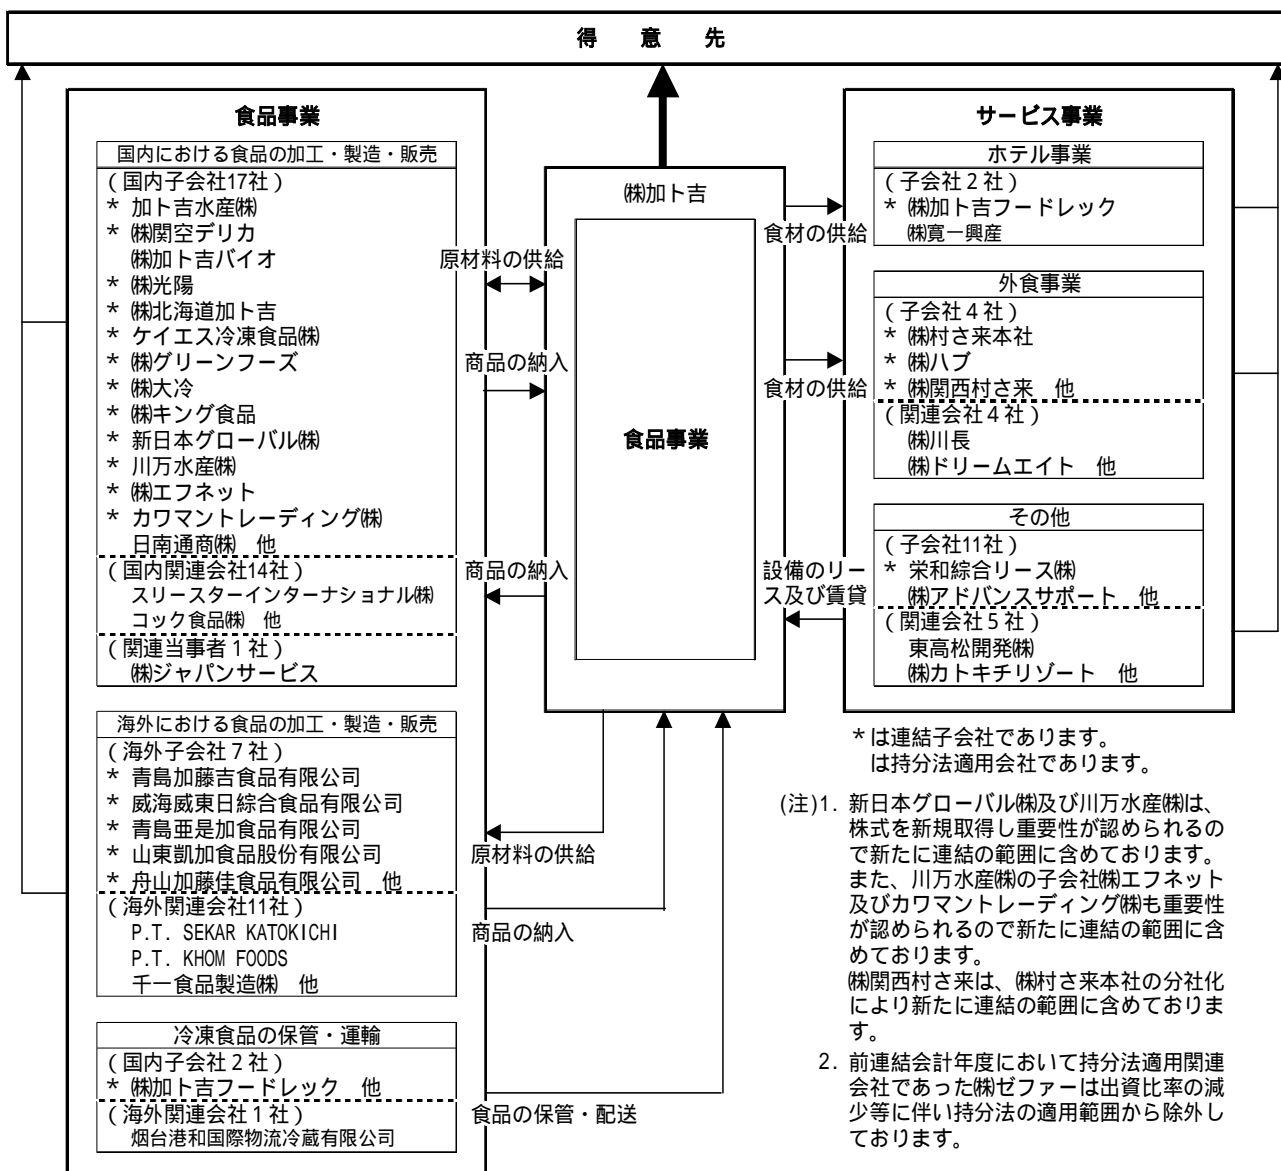 得 意 先
食品事業
国内における食品の加工・製造・販売
(国内子会社17社)
* 加ト吉水産㈱
* ㈱関空デリカ
㈱加ト吉バイオ
* ㈱光陽
* ㈱北海道加ト吉
* ケイエス冷凍食品㈱
* ㈱グリーンフーズ
* ㈱大冷
* ㈱キング食品
* 新日本グローバル㈱
* 川万水産㈱
* ㈱エフネット
* カワマントレーディング㈱
日南通商㈱ 他
(国内関連会社14社)
スリースターインターナショナル㈱
コック食品㈱ 他
(関連当事者1社)
㈱ジャパンサービス
海外における食品の加工・製造・販売
(海外子会社7社)
* 青島加藤吉食品有限公司
* 威海威東日綜合食品有限公司
* 青島亜是加食品有限公司
* 山東凱加食品股份有限公司
* 舟山加藤佳食品有限公司 他
(海外関連会社11社)
P.T. SEKAR KATOKICHI
P.T. KHOM FOODS
千一食品製造㈱ 他
冷凍食品の保管・運輸
(国内子会社2社)
* ㈱加ト吉フードレック 他
(海外関連会社1社)
烟台港和国際物流冷蔵有限公司
原材料の供給
商品の納入
商品の納入
原材料の供給
商品の納入
食品の保管・配送
㈱加ト吉
食品事業
食材の供給
食材の供給
設備のリー
ス及び賃貸
サービス事業
ホテル事業
(子会社2社)
* ㈱加ト吉フードレック
㈱寛一興産
外食事業
(子会社4社)
* ㈱村さ来本社
* ㈱ハブ
* ㈱関西村さ来 他
(関連会社4社)
㈱川長
㈱ドリームエイト 他
その他
(子会社11社)
* 栄和綜合リース㈱
㈱アドバンスサポート 他
(関連会社5社)
東高松開発㈱
㈱カトキチリゾート 他
*は連結子会社であります。
は持分法適用会社であります。
(注)1. 新日本グローバル㈱及び川万水産㈱は、
株式を新規取得し重要性が認められるの
で新たに連結の範囲に含めております。
また、川万水産㈱の子会社㈱エフネット
及びカワマントレーディング㈱も重要性
が認められるので新たに連結の範囲に含
めております。
㈱関西村さ来は、㈱村さ来本社の分社化
により新たに連結の範囲に含めておりま
す。
2. 前連結会計年度において持分法適用関連
会社であった㈱ゼファーは出資比率の減
少等に伴い持分法の適用範囲から除外し
ております。